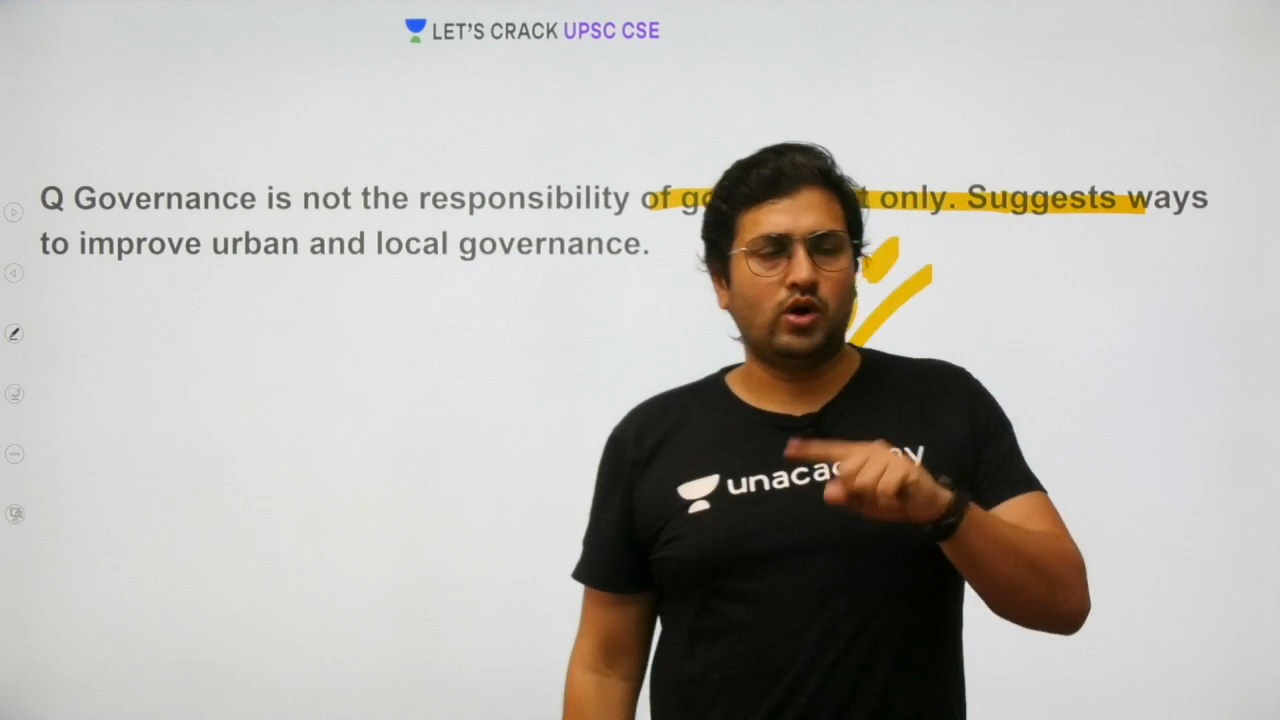 LET'S CRACK UPSC CSE
Q Governance is not the responsibility of only. Suggests ways
to improve urban and local governance.